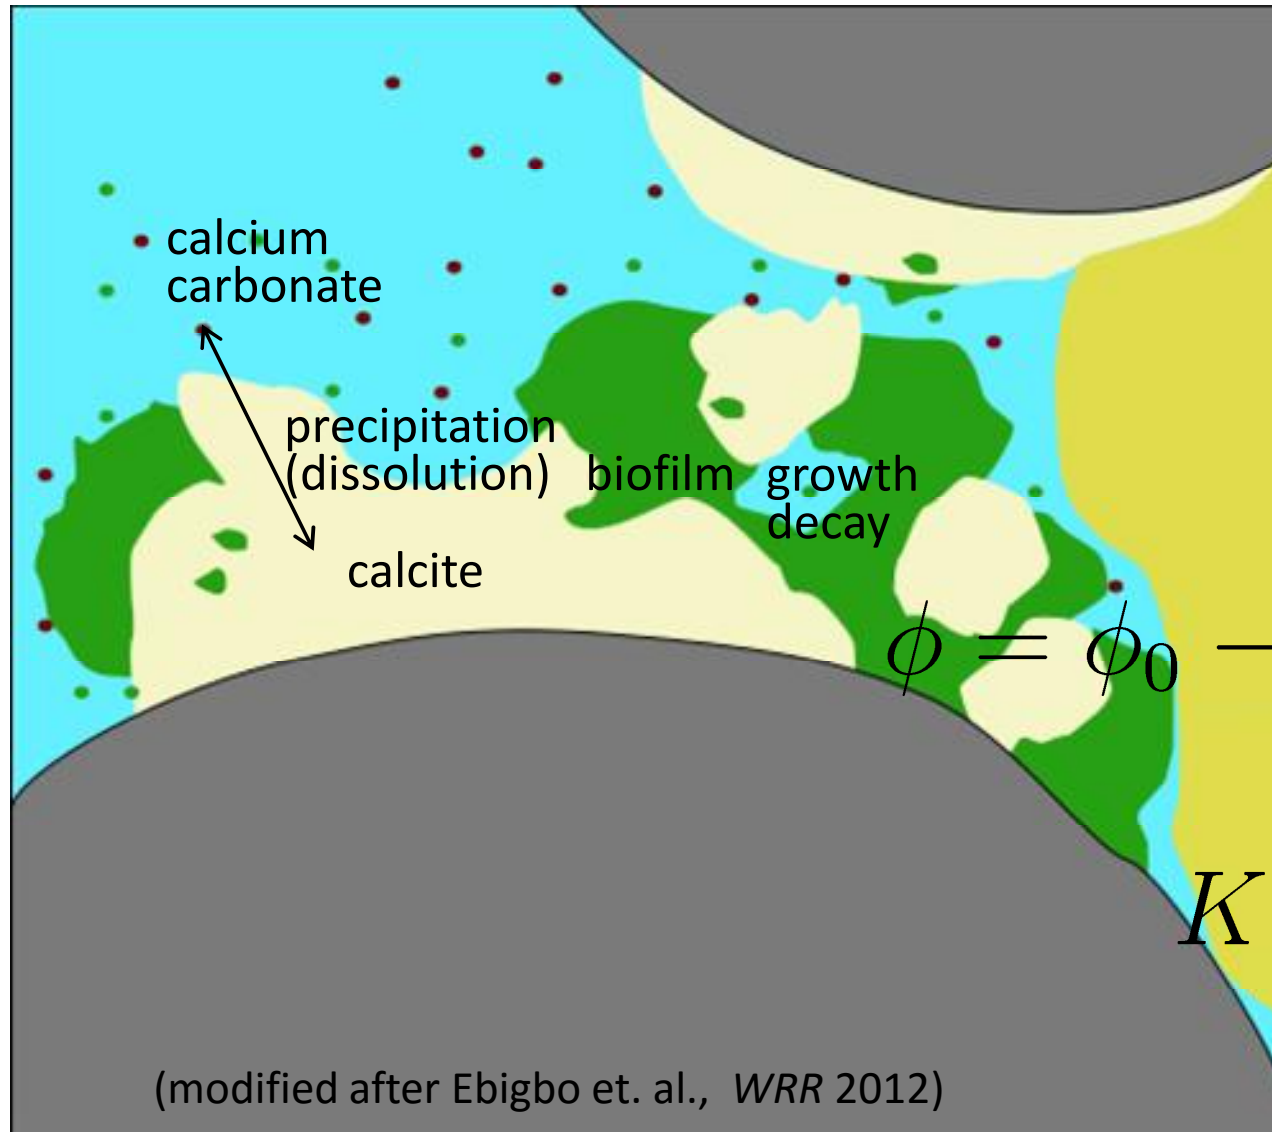 calcium
carbonate
precipitation
(dissolution) biofilm growth
decay
calcite
ϕ = ϕ₀ −
K
(modified after Ebigbo et. al., WRR 2012)